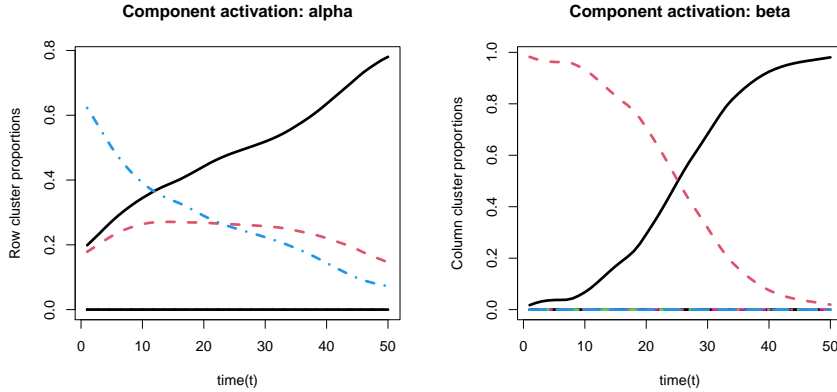 Component activation: alpha
Row cluster proportions
0.0 0.2 0.4 0.6 0.8
0 10 20 30 40 50
time(t)
Component activation: beta
Column cluster proportions
0.0 0.2 0.4 0.6 0.8 1.0
0 10 20 30 40 50
time(t)